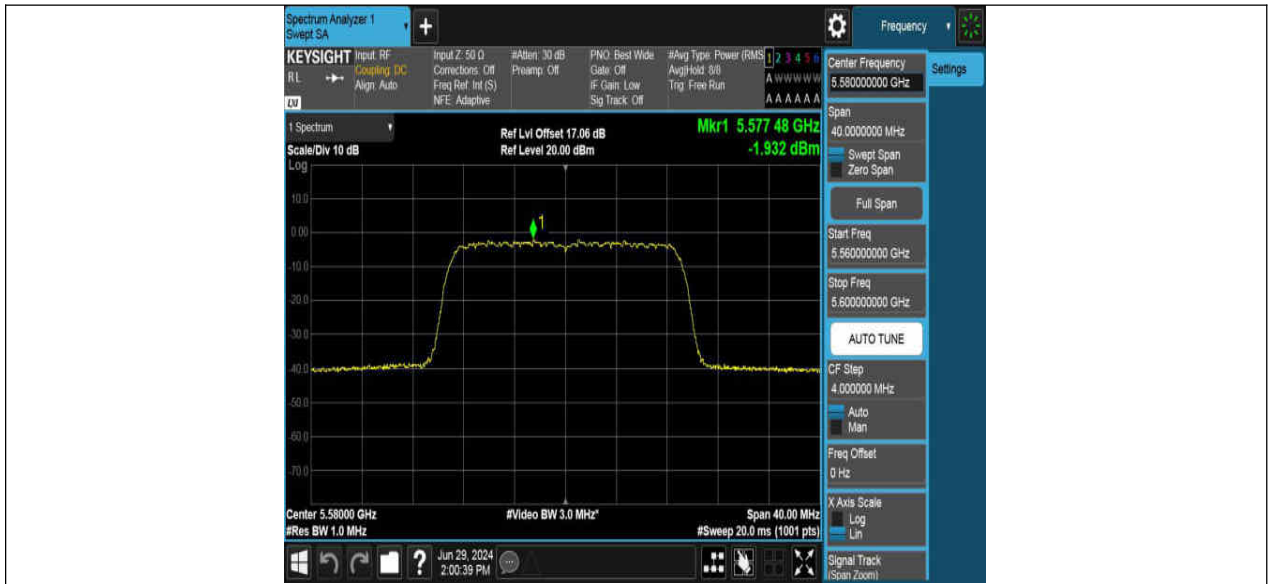 Spectrum Analyzer 1
Swept SA
+
Frequency
KEYSIGHT
RL
LXI
Input: RF
Coupling: DC
Align: Auto
Input Z: 50 Ω
Corrections: Off
Freq Ref: Int (S)
NFE: Adaptive
#Atten: 30 dB
Preamp: Off
PNO: Best Wide
Gate: Off
IF Gain: Low
Sig Track: Off
#Avg Type: Power (RMS
Avg|Hold: 8/8
Trig: Free Run
1 2 3 4 5 6
A W W W W W
A A A A A A
Center Frequency
5.580000000 GHz
Settings
Span
40.0000000 MHz
Swept Span
Zero Span
Full Span
Start Freq
5.560000000 GHz
Stop Freq
5.600000000 GHz
AUTO TUNE
CF Step
4.000000 MHz
Auto
Man
Freq Offset
0 Hz
X Axis Scale
Log
Lin
Signal Track
(Span Zoom)
1 Spectrum
Scale/Div 10 dB
Log
Ref Lvl Offset 17.06 dB
Ref Level 20.00 dBm
Mkr1 5.577 48 GHz
-1.932 dBm
10.0
0.00
-10.0
-20.0
-30.0
-40.0
-50.0
-60.0
-70.0
1
Center 5.58000 GHz
#Res BW 1.0 MHz
#Video BW 3.0 MHz*
Span 40.00 MHz
#Sweep 20.0 ms (1001 pts)
?
Jun 29, 2024
2:00:39 PM